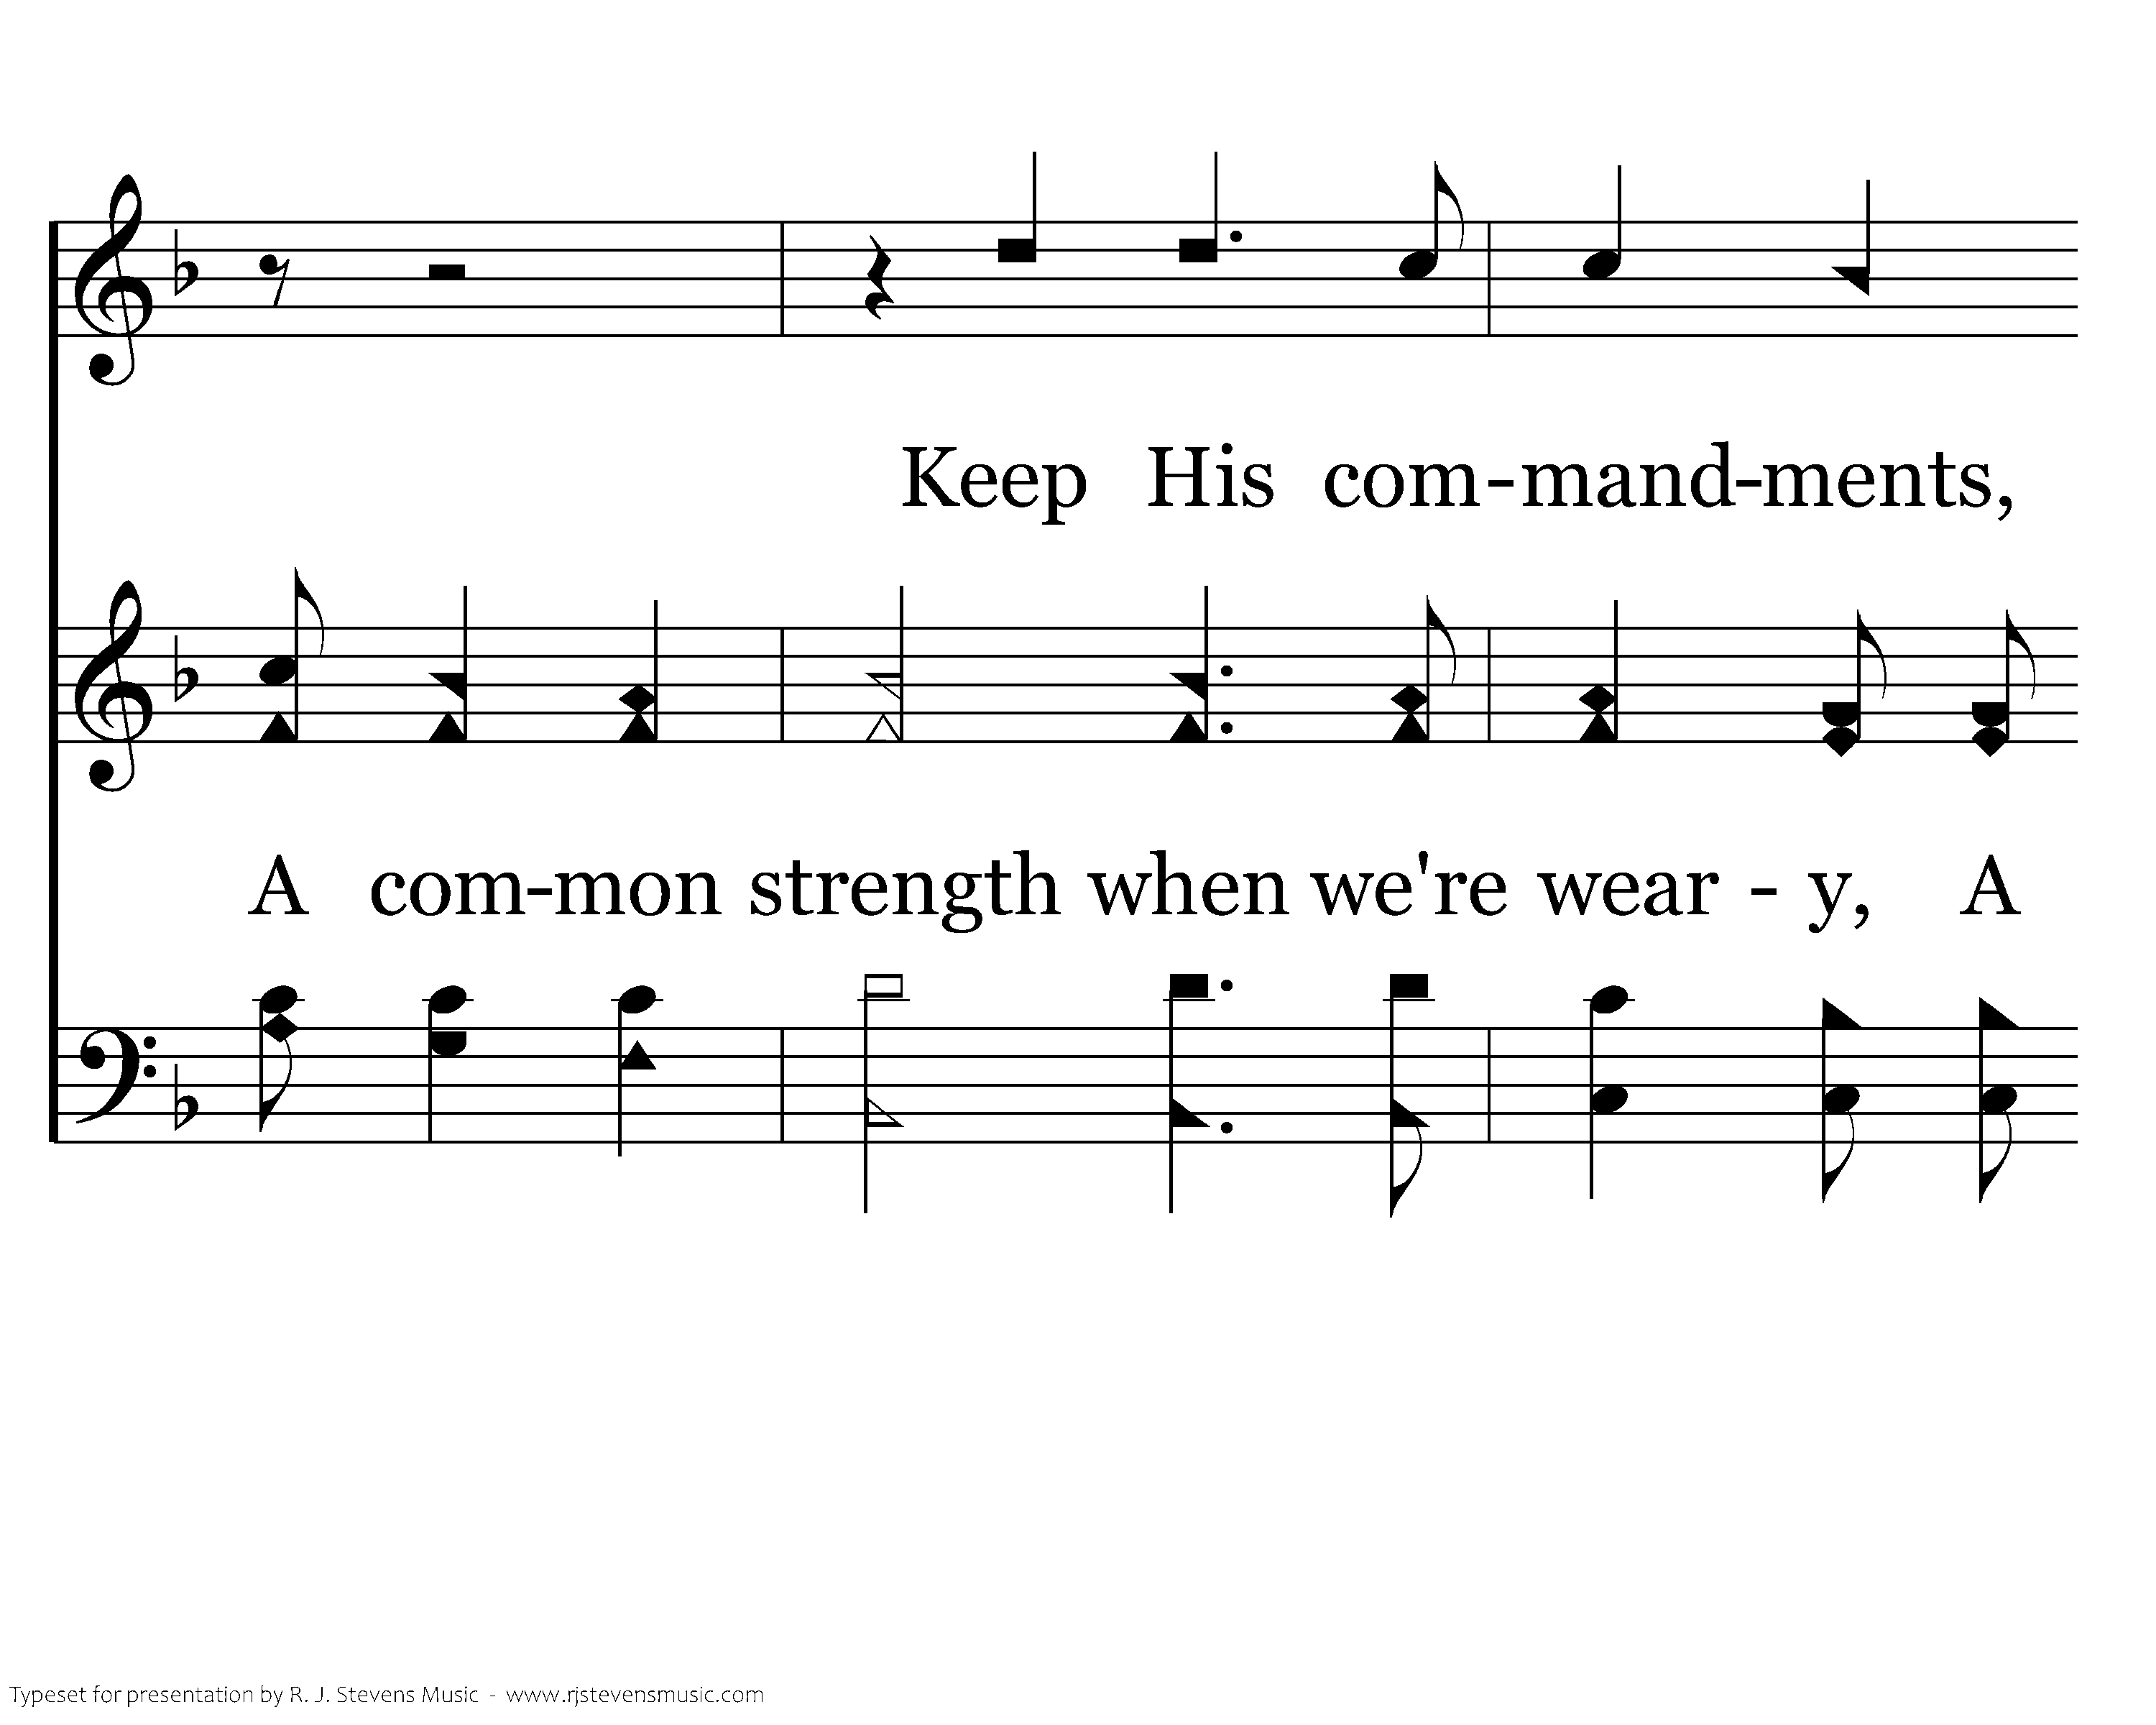 Keep His com-mand-ments,
A com-mon strength when we're wear - y, A
Typeset for presentation by R. J. Stevens Music - www.rjstevensmusic.com